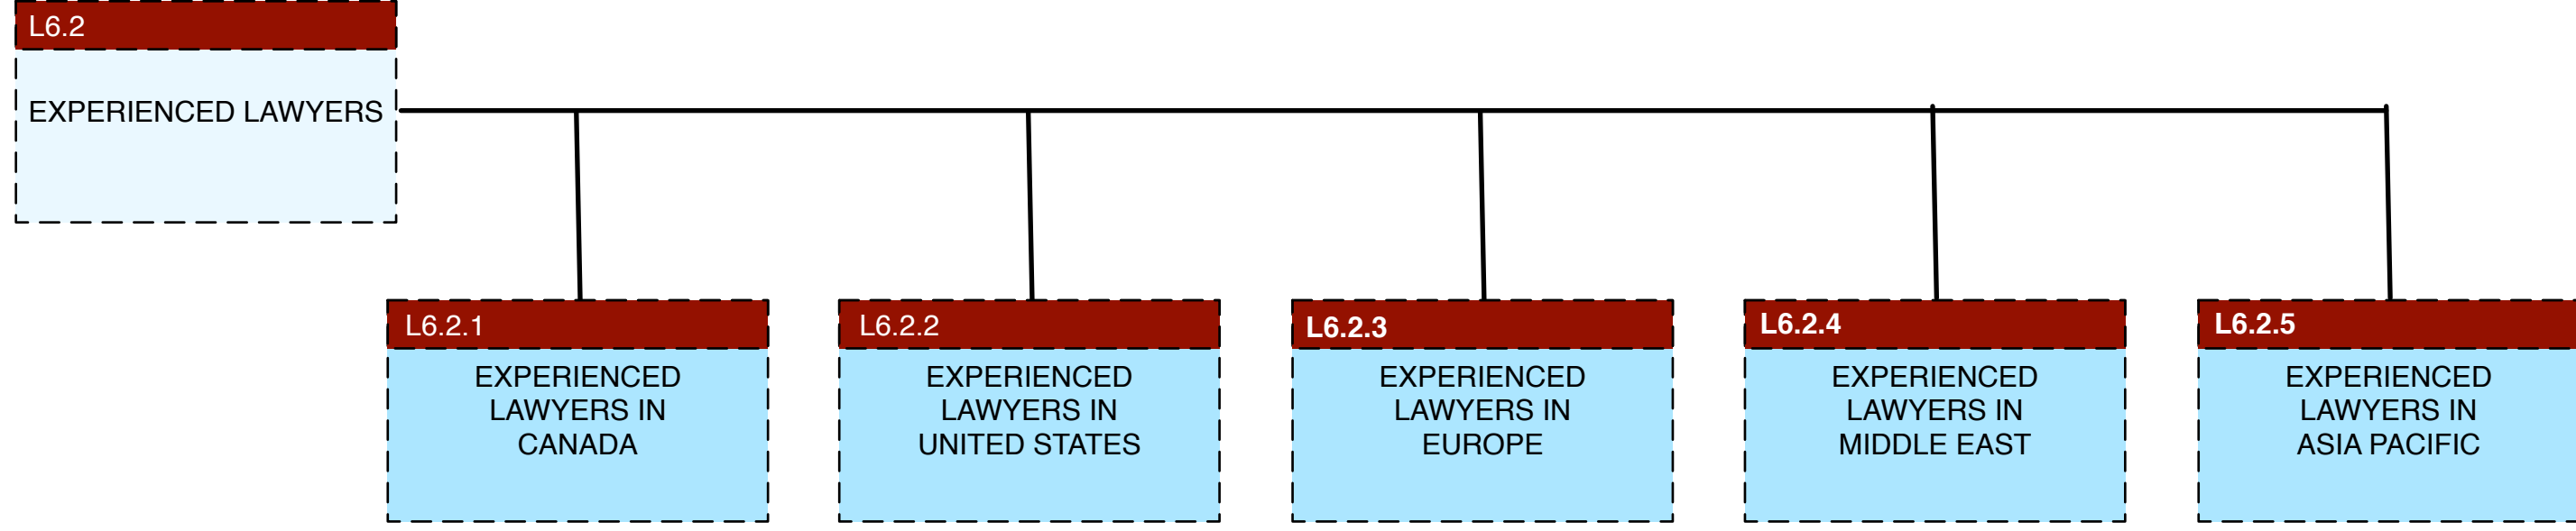 L6.2
EXPERIENCED LAWYERS
L6.2.1
EXPERIENCED
LAWYERS IN
CANADA
L6.2.2
EXPERIENCED
LAWYERS IN
UNITED STATES
L6.2.3
EXPERIENCED
LAWYERS IN
EUROPE
L6.2.4
EXPERIENCED
LAWYERS IN
MIDDLE EAST
L6.2.5
EXPERIENCED
LAWYERS IN
ASIA PACIFIC